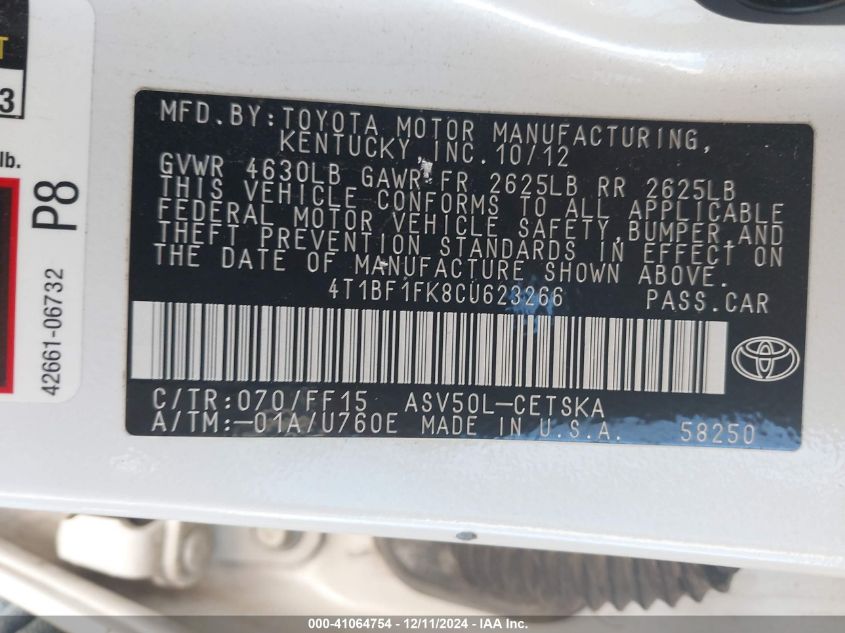 T
3
lb.
P8
42661-06732
MFD.BY:TOYOTA MOTOR MANUFACTURING,
KENTUCKY, INC. 10/12
GVWR 4630LB GAWR FR 2625LB RR 2625LB
THIS VEHICLE CONFORMS TO ALL APPLICABLE
FEDERAL MOTOR VEHICLE SAFETY,BUMPER,AND
THEFT PREVENTION STANDARDS IN EFFECT ON
THE DATE OF MANUFACTURE SHOWN ABOVE.
4T1BF1FK8CU623266 PASS.CAR
C/TR:070/FF15 ASV50L-CETSKA
A/TM:-01A/U760E MADE IN U.S.A. 58250
000-41064754 - 12/11/2024 - IAA Inc.